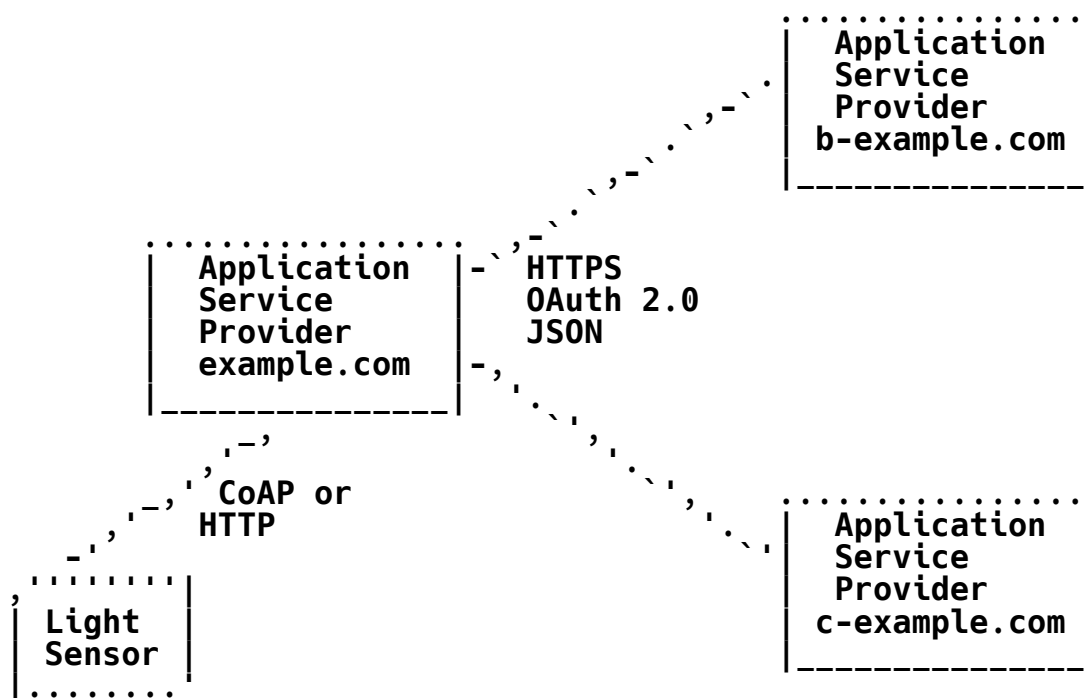 Application
Service
Provider
b-example.com
Application
Service
Provider
example.com
HTTPS
OAuth 2.0
JSON
CoAP or
HTTP
Application
Service
Provider
c-example.com
Light
Sensor